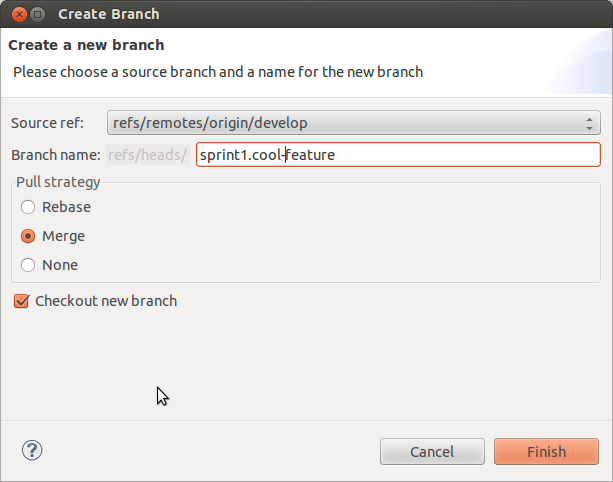 Create Branch
Create a new branch
Please choose a source branch and a name for the new branch
Source ref: refs/remotes/origin/develop
Branch name: refs/heads/ sprint1.cool-feature
Pull strategy
Rebase
Merge
None
Checkout new branch
? Cancel Finish